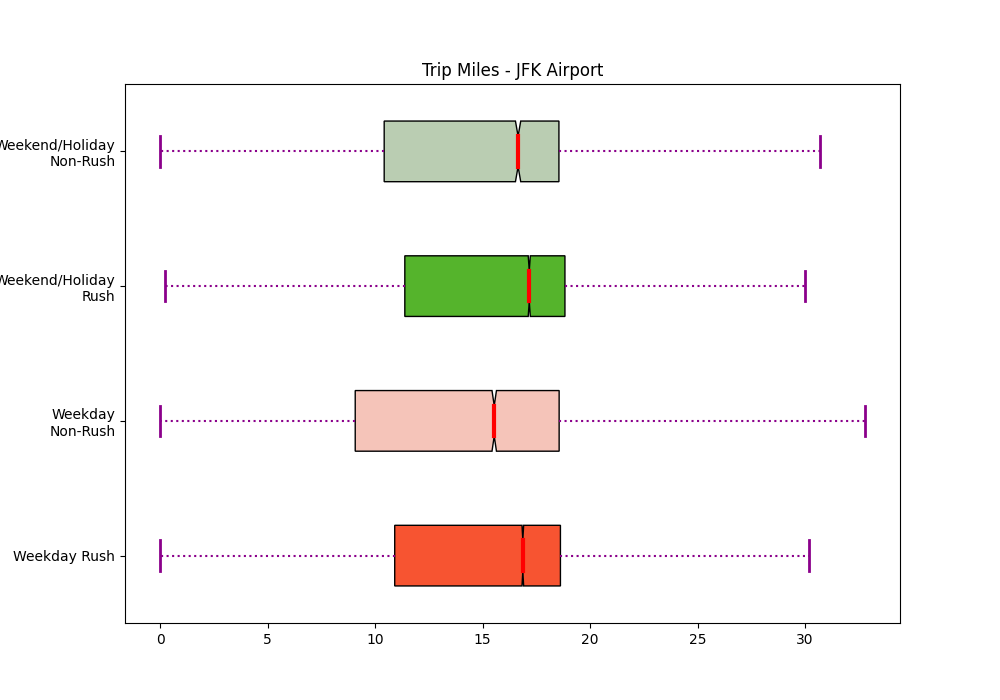 Trip Miles - JFK Airport
Weekend/Holiday
Non-Rush
Weekend/Holiday
Rush
Weekday
Non-Rush
Weekday Rush
0 5 10 15 20 25 30